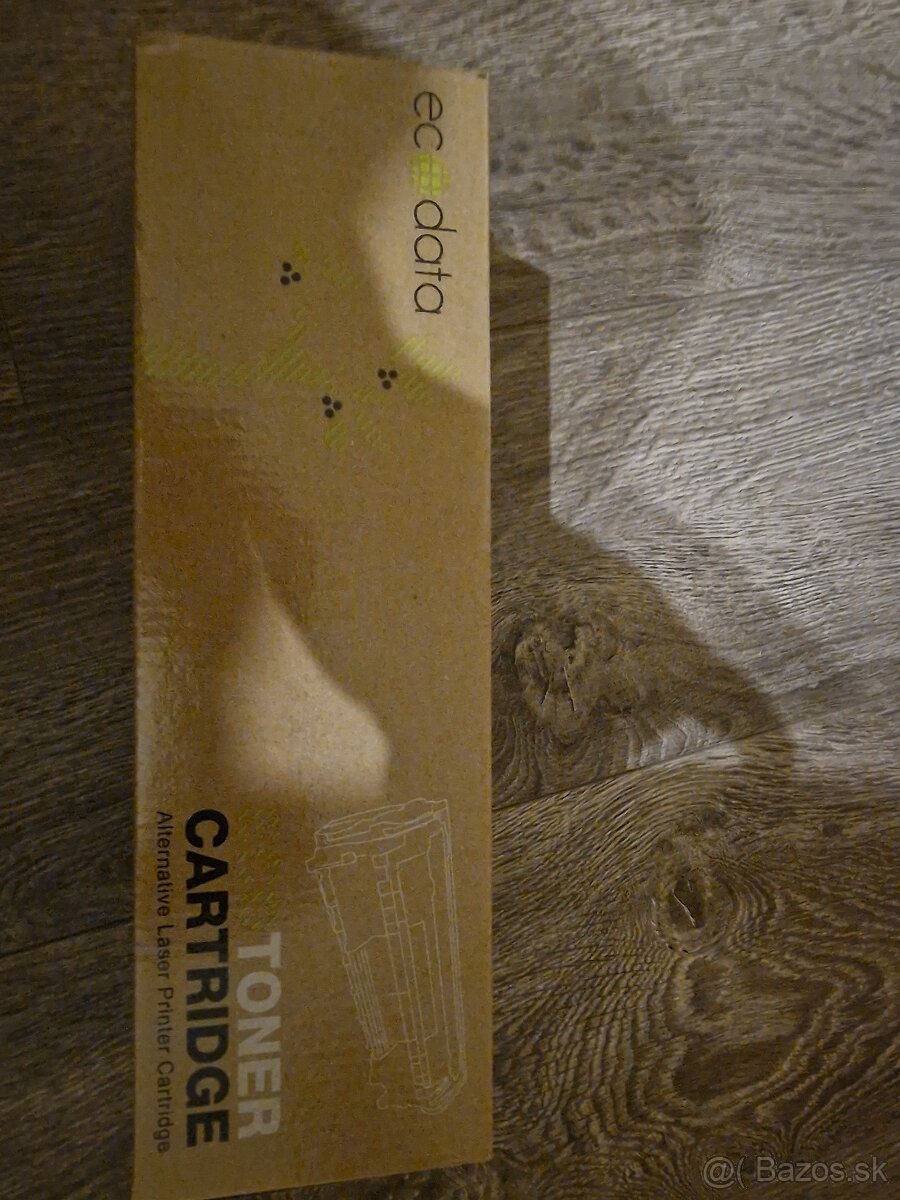 ecodata
TONER
CARTRIDGE
Alternative Laser Printer Cartridge
@( Bazos.sk